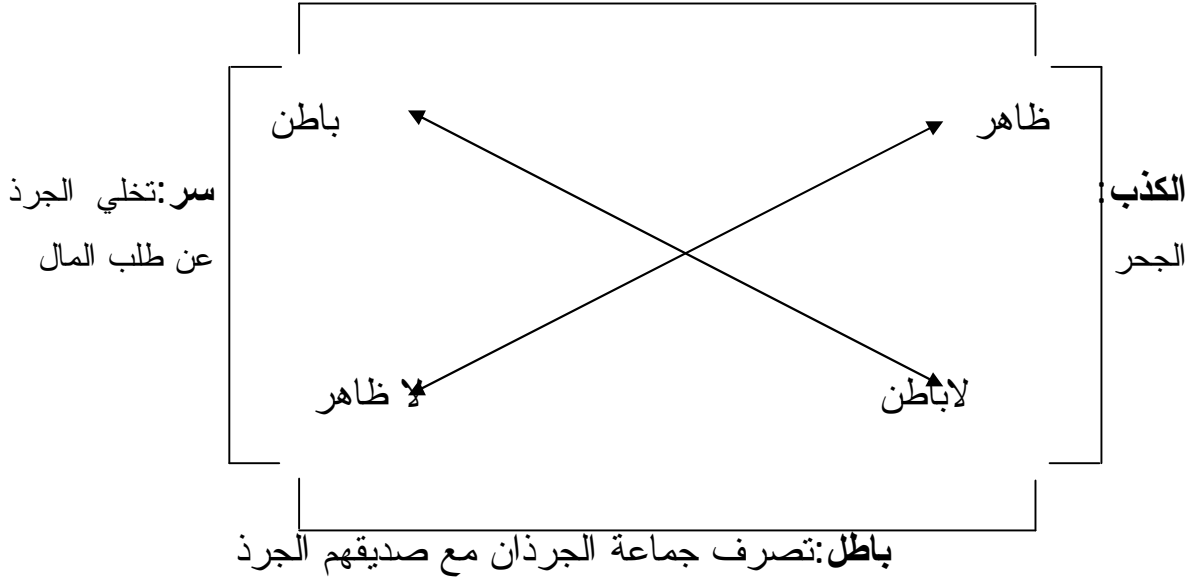 ظاهر باطن
الكذب: سر:تخلي الجرذ
الجحر عن طلب المال
لاباطن لا ظاهر
باطل:تصرف جماعة الجرذان مع صديقهم الجرذ